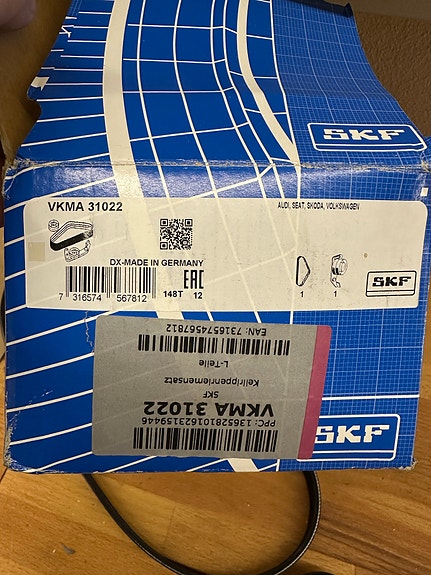 SKF
VKMA 31022
AUDI, SEAT, SKODA, VOLKSWAGEN
DX-MADE IN GERMANY
EAC
7 316574 567812
148T 12
1 1
SKF
SKF
PPC: 136528101623159446
VKMA 31022
SKF
Keilrippenriemensatz
L-Teile
EAN: 7316574567812